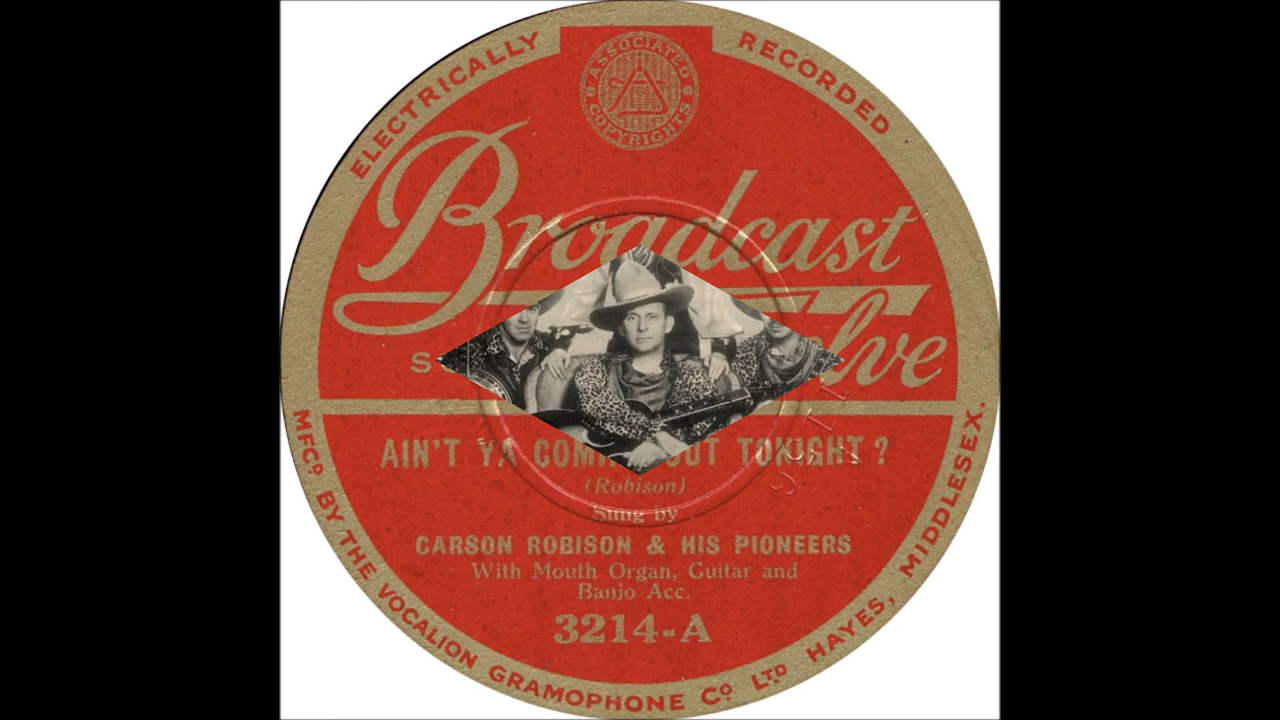 ELECTRICALLY RECORDED
ASSOCIATED
COPYRIGHTS
Broadcast
AIN'T YA OUT TONIGHT?
(Robison)
Sung by
CARSON ROBISON & HIS PIONEERS
With Mouth Organ, Guitar and
Banjo Acc.
3214-A
MFGD BY THE VOCALION GRAMOPHONE CO LTD HAYES, MIDDLESEX.